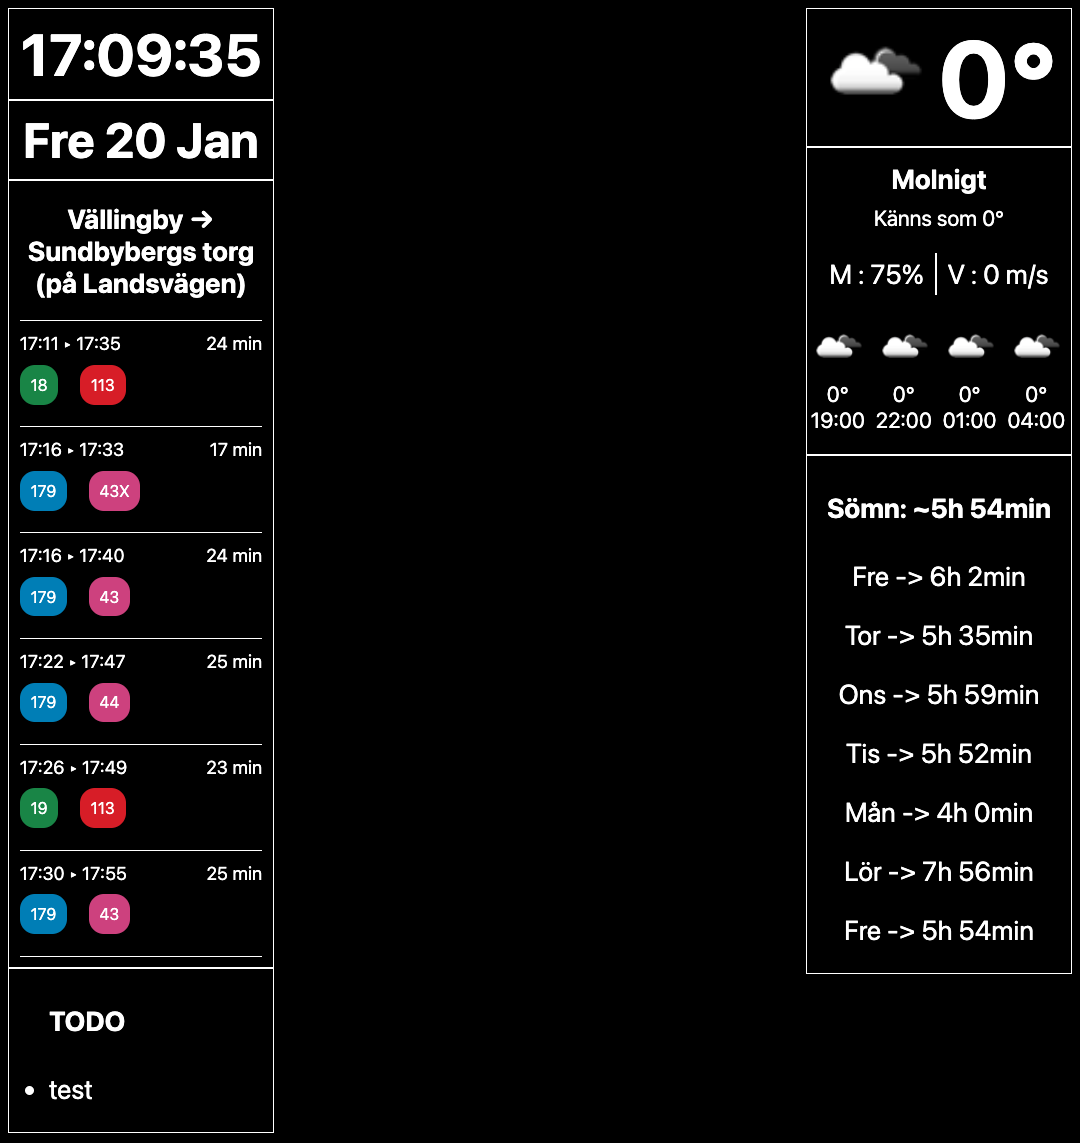 17:09:35
Fre 20 Jan
Vällingby →
Sundbybergs torg
(på Landsvägen)
17:11 ▸ 17:35 24 min
18 113
17:16 ▸ 17:33 17 min
179 43X
17:16 ▸ 17:40 24 min
179 43
17:22 ▸ 17:47 25 min
179 44
17:26 ▸ 17:49 23 min
19 113
17:30 ▸ 17:55 25 min
179 43
TODO
• test
0°
Molnigt
Känns som 0°
M : 75% | V : 0 m/s
0° 0° 0° 0°
19:00 22:00 01:00 04:00
Sömn: ~5h 54min
Fre -> 6h 2min
Tor -> 5h 35min
Ons -> 5h 59min
Tis -> 5h 52min
Mån -> 4h 0min
Lör -> 7h 56min
Fre -> 5h 54min